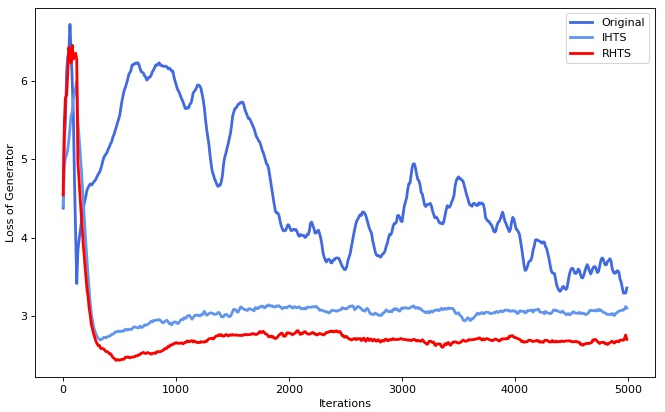 Original
IHTS
RHTS
Loss of Generator
6
5
4
3
0 1000 2000 3000 4000 5000
Iterations